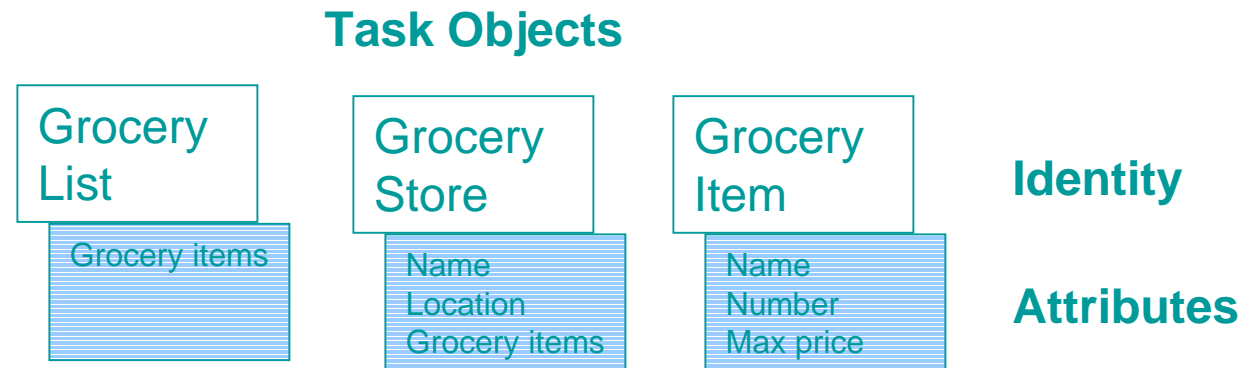 Task Objects
Grocery
List
Grocery items
Grocery
Store
Name
Location
Grocery items
Grocery
Item
Name
Number
Max price
Identity
Attributes